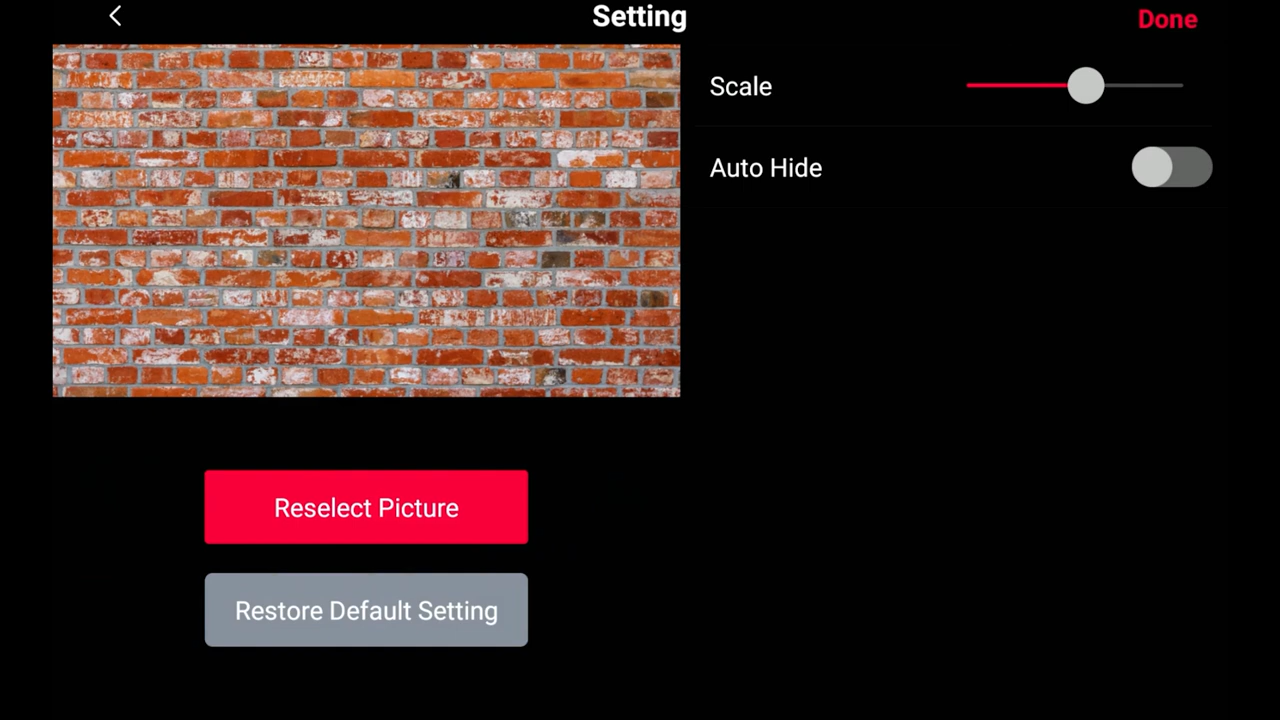 Setting
Done
Scale
Auto Hide
Reselect Picture
Restore Default Setting